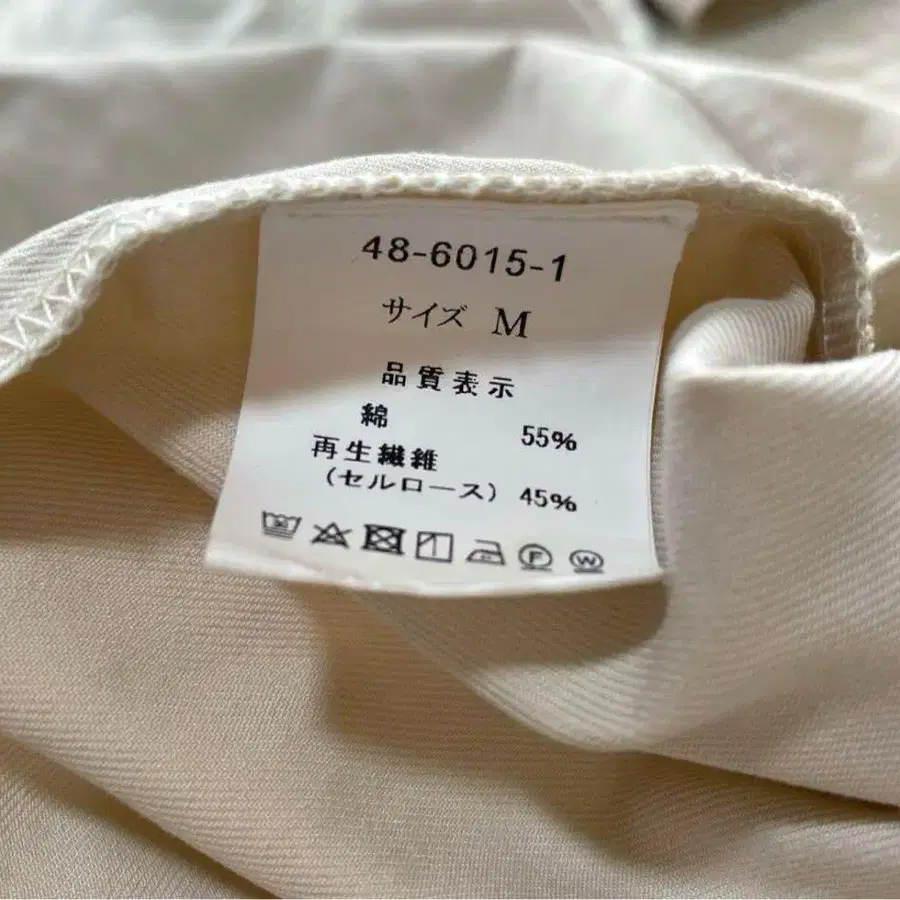 48-6015-1
サイズ M
品質表示
綿 55%
再生繊維
(セルロース) 45%
F W